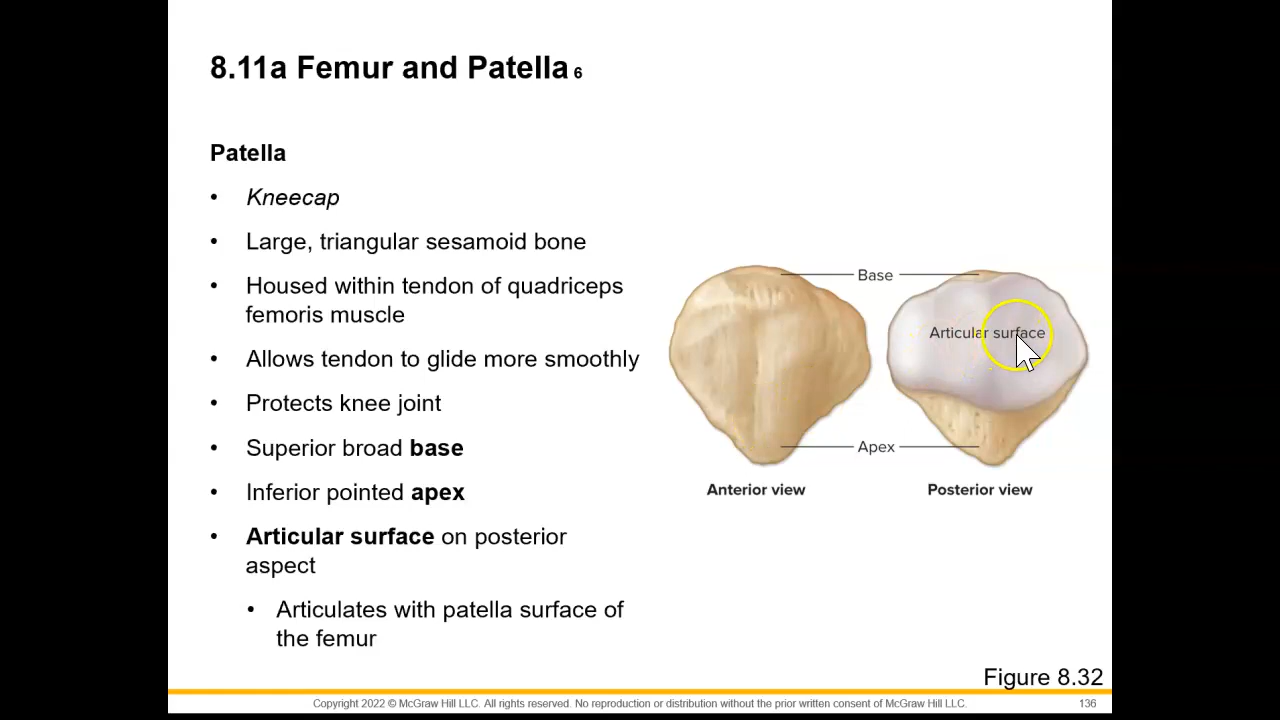 8.11a Femur and Patella 6
Patella
• Kneecap
• Large, triangular sesamoid bone
• Housed within tendon of quadriceps
femoris muscle
• Allows tendon to glide more smoothly
• Protects knee joint
• Superior broad base
• Inferior pointed apex
• Articular surface on posterior
aspect
• Articulates with patella surface of
the femur
Base
Articular surface
Apex
Anterior view
Posterior view
Figure 8.32
Copyright 2022 © McGraw Hill LLC. All rights reserved. No reproduction or distribution without the prior written consent of McGraw Hill LLC.
136